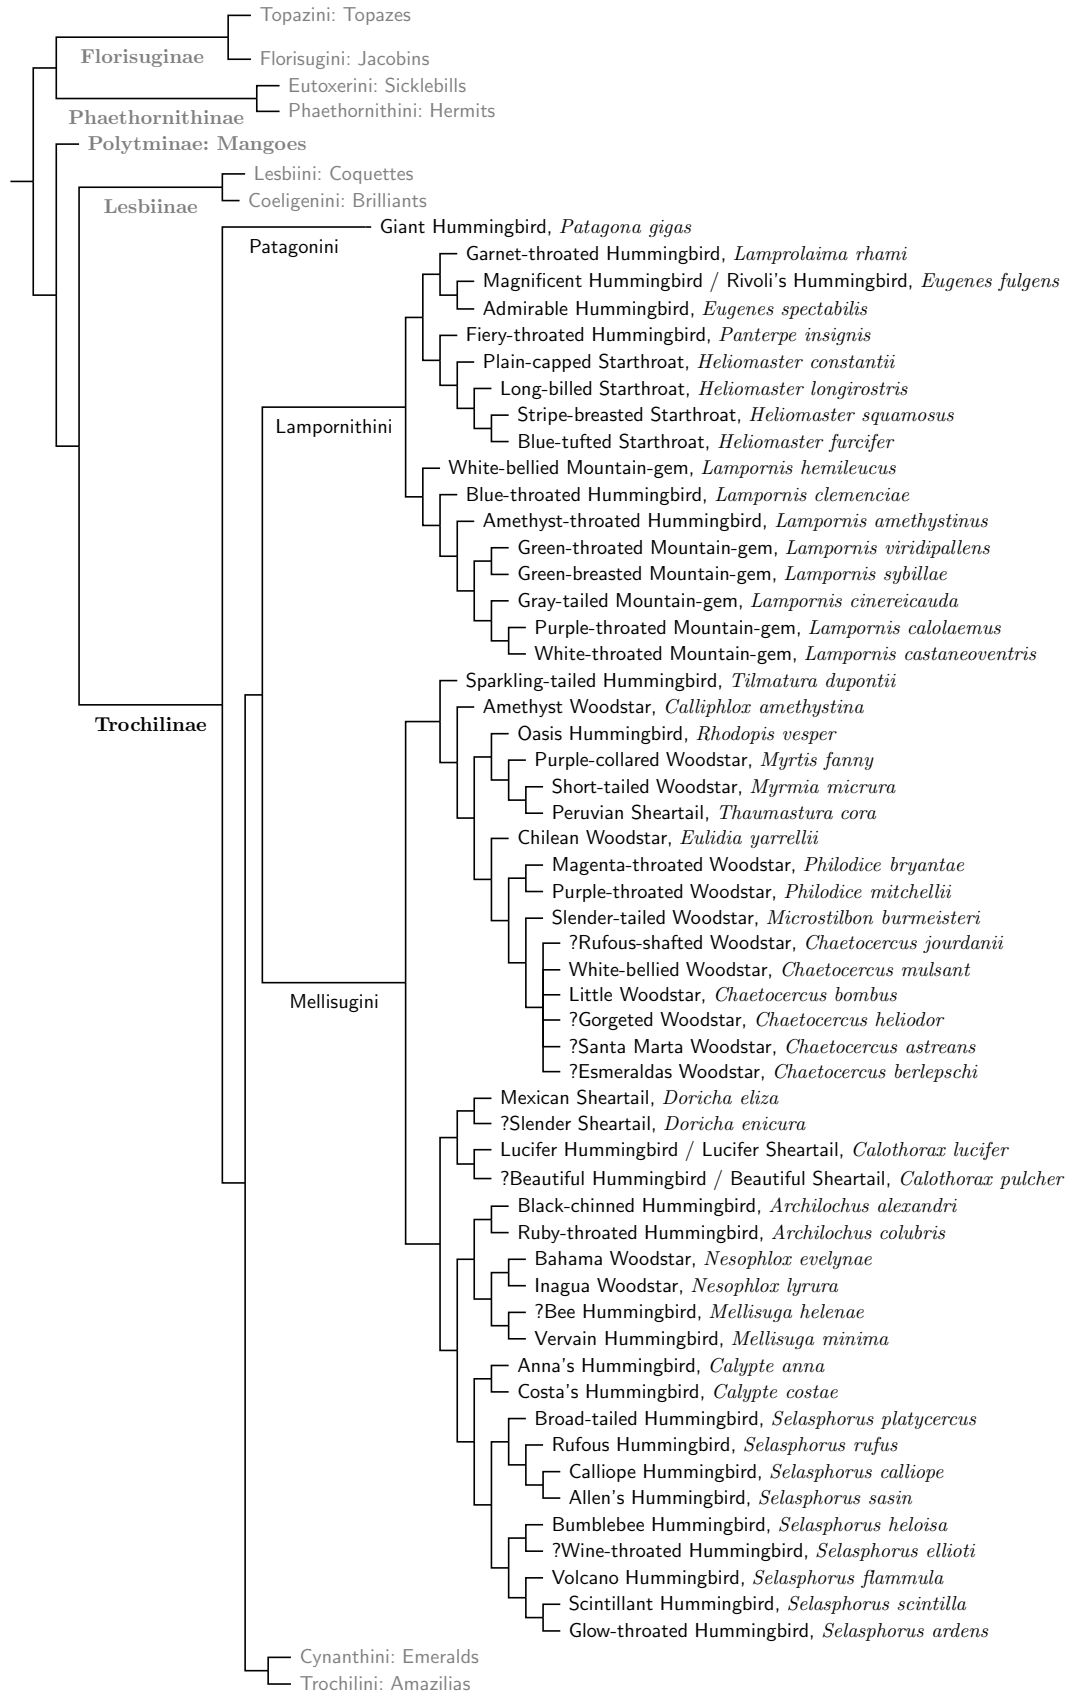 Topazini: Topazes
Florisuginae
Florisugini: Jacobins
Eutoxerini: Sicklebills
Phaethornithini: Hermits
Phaethornithinae
Polytminae: Mangoes
Lesbiini: Coquettes
Lesbiinae
Coeligenini: Brilliants
Giant Hummingbird, Patagona gigas
Patagonini
Garnet-throated Hummingbird, Lamprolaima rhami
Magnificent Hummingbird / Rivoli's Hummingbird, Eugenes fulgens
Admirable Hummingbird, Eugenes spectabilis
Fiery-throated Hummingbird, Panterpe insignis
Plain-capped Starthroat, Heliomaster constantii
Long-billed Starthroat, Heliomaster longirostris
Stripe-breasted Starthroat, Heliomaster squamosus
Lampornithini
Blue-tufted Starthroat, Heliomaster furcifer
White-bellied Mountain-gem, Lampornis hemileucus
Blue-throated Hummingbird, Lampornis clemenciae
Amethyst-throated Hummingbird, Lampornis amethystinus
Green-throated Mountain-gem, Lampornis viridipallens
Green-breasted Mountain-gem, Lampornis sybillae
Gray-tailed Mountain-gem, Lampornis cinereicauda
Purple-throated Mountain-gem, Lampornis calolaemus
White-throated Mountain-gem, Lampornis castaneoventris
Sparkling-tailed Hummingbird, Tilmatura dupontii
Amethyst Woodstar, Calliphlox amethystina
Trochilinae
Oasis Hummingbird, Rhodopis vesper
Purple-collared Woodstar, Myrtis fanny
Short-tailed Woodstar, Myrmia micrura
Peruvian Sheartail, Thaumastura cora
Chilean Woodstar, Eulidia yarrellii
Magenta-throated Woodstar, Philodice bryantae
Purple-throated Woodstar, Philodice mitchellii
Slender-tailed Woodstar, Microstilbon burmeisteri
?Rufous-shafted Woodstar, Chaetocercus jourdanii
White-bellied Woodstar, Chaetocercus mulsant
Little Woodstar, Chaetocercus bombus
Mellisugini
?Gorgeted Woodstar, Chaetocercus heliodor
?Santa Marta Woodstar, Chaetocercus astreans
?Esmeraldas Woodstar, Chaetocercus berlepschi
Mexican Sheartail, Doricha eliza
?Slender Sheartail, Doricha enicura
Lucifer Hummingbird / Lucifer Sheartail, Calothorax lucifer
?Beautiful Hummingbird / Beautiful Sheartail, Calothorax pulcher
Black-chinned Hummingbird, Archilochus alexandri
Ruby-throated Hummingbird, Archilochus colubris
Bahama Woodstar, Nesophlox evelynae
Inagua Woodstar, Nesophlox lyrura
?Bee Hummingbird, Mellisuga helenae
Vervain Hummingbird, Mellisuga minima
Anna's Hummingbird, Calypte anna
Costa's Hummingbird, Calypte costae
Broad-tailed Hummingbird, Selasphorus platycercus
Rufous Hummingbird, Selasphorus rufus
Calliope Hummingbird, Selasphorus calliope
Allen's Hummingbird, Selasphorus sasin
Bumblebee Hummingbird, Selasphorus heloisa
?Wine-throated Hummingbird, Selasphorus ellioti
Volcano Hummingbird, Selasphorus flammula
Scintillant Hummingbird, Selasphorus scintilla
Glow-throated Hummingbird, Selasphorus ardens
Cynanthini: Emeralds
Trochilini: Amazilias